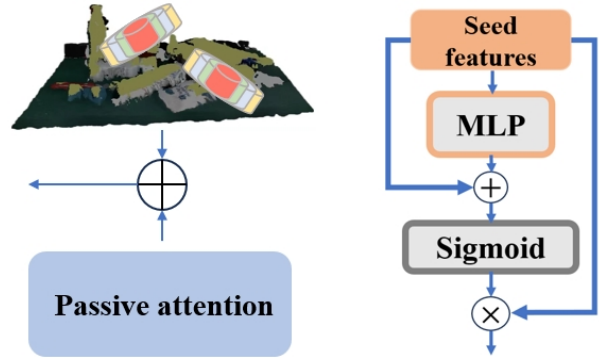 Seed
features
MLP
Sigmoid
Passive attention